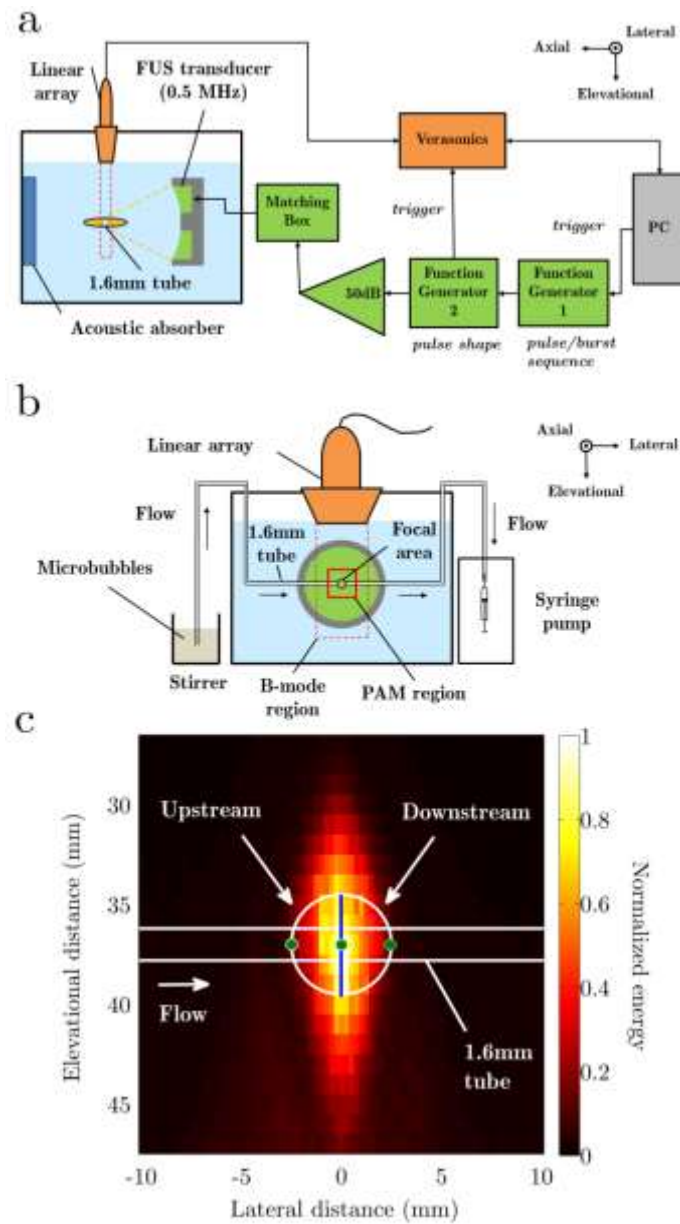 a
Linear
array
FUS transducer
(0.5 MHz)
Lateral
Axial
Elevational
Verasonics
Matching
Box
trigger
trigger
PC
50dB
Function
Generator
2
Function
Generator
1
1.6mm tube
Acoustic absorber
pulse shape
pulse/burst
sequence
b
Linear array
Axial
Lateral
Elevational
Flow
1.6mm
tube
Focal
area
Flow
Microbubbles
Syringe
pump
Stirrer
B-mode
region
PAM region
c
Upstream
Downstream
Flow
1.6mm
tube
Elevational distance (mm)
30
35
40
45
-10
-5
0
5
10
Lateral distance (mm)
1
0.8
0.6
0.4
0.2
0
Normalized energy